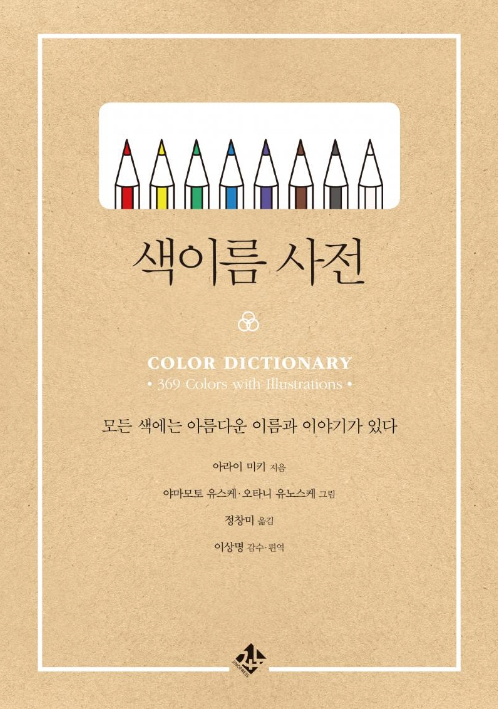 색이름 사전
COLOR DICTIONARY
• 369 Colors with Illustrations •
모든 색에는 아름다운 이름과 이야기가 있다
아라이 미키 지음
야마모토 유스케·오타니 유노스케 그림
정창미 옮김
이상명 감수·편역